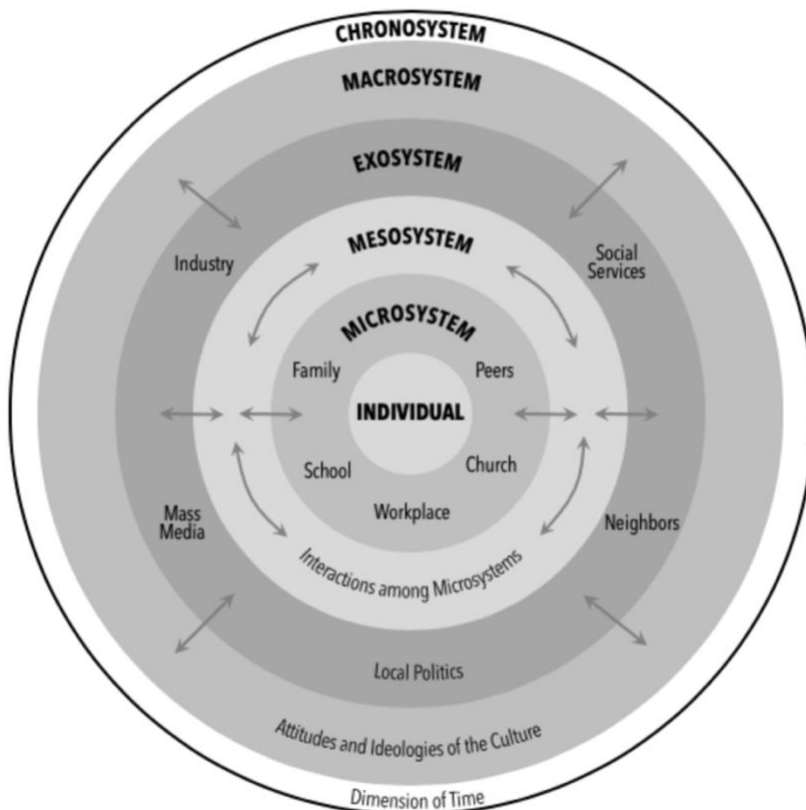 CHRONOSYSTEM
MACROSYSTEM
EXOSYSTEM
MESOSYSTEM
Industry
Social
Services
MICROSYSTEM
Family
Peers
INDIVIDUAL
School
Church
Workplace
Mass
Media
Neighbors
Interactions among Microsystems
Local Politics
Attitudes and Ideologies of the Culture
Dimension of Time